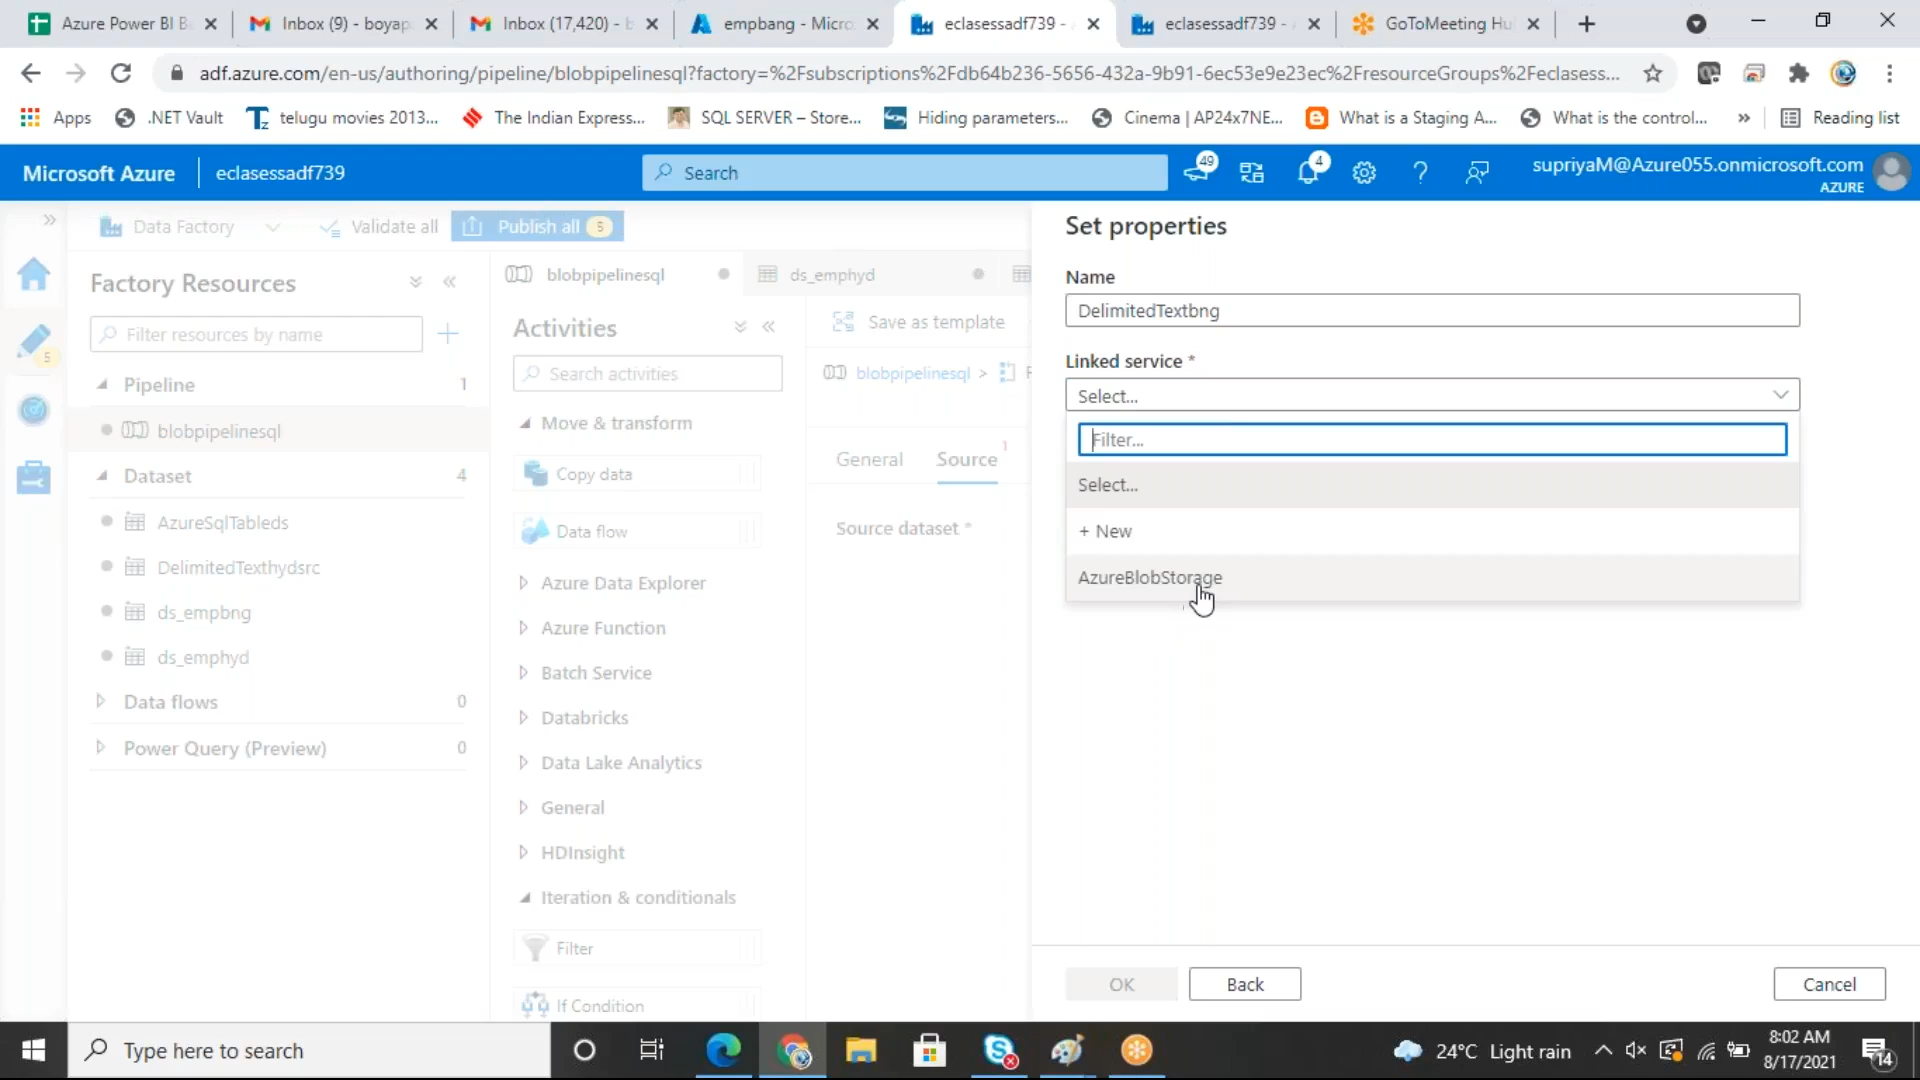 Azure Power BI B
Inbox (9) - boyap
Inbox (17,420) - b
empbang - Micro
eclasessadf739 -
eclasessadf739 -
GoToMeeting Hu
adf.azure.com/en-us/authoring/pipeline/blobpipelinesql?factory=%2Fsubscriptions%2Fdb64b236-5656-432a-9b91-6ec53e9e23ec%2FresourceGroups%2Feclasess...
Apps
.NET Vault
telugu movies 2013...
The Indian Express...
SQL SERVER – Store...
Hiding parameters...
Cinema | AP24x7NE...
What is a Staging A...
What is the control...
»
Reading list
Microsoft Azure
eclasessadf739
Search
49
4
supriyaM@Azure055.onmicrosoft.com
AZURE
Data Factory
Validate all
Publish all
5
Factory Resources
Filter resources by name
5
Pipeline
1
blobpipelinesql
Dataset
4
AzureSqlTableds
DelimitedTexthydsrc
ds_empbng
ds_emphyd
Data flows
0
Power Query (Preview)
0
blobpipelinesql
ds_emphyd
Activities
Search activities
Move & transform
Copy data
Data flow
Azure Data Explorer
Azure Function
Batch Service
Databricks
Data Lake Analytics
General
HDInsight
Iteration & conditionals
Filter
If Condition
Save as template
blobpipelinesql >
General
Source
1
Source dataset *
Set properties
Name
DelimitedTextbng
Linked service *
Select...
Filter...
Select...
+ New
AzureBlobStorage
OK
Back
Cancel
Type here to search
24°C Light rain
8:02 AM
8/17/2021
14